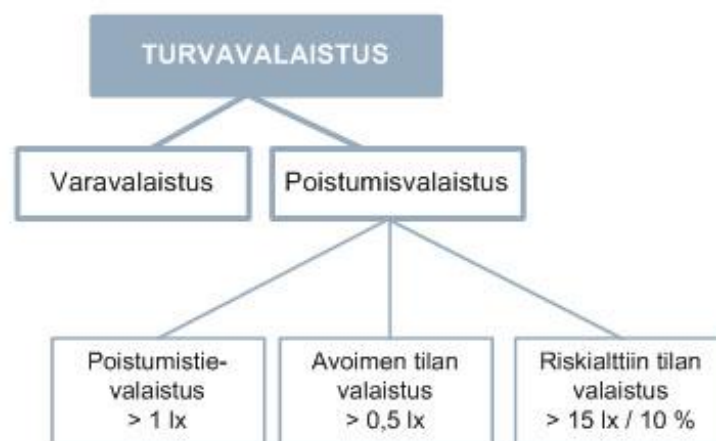 TURVAVALAISTUS
Varavalaistus
Poistumisvalaistus
Poistumistie-
valaistus
> 1 lx
Avoimen tilan
valaistus
> 0,5 lx
Riskialttiin tilan
valaistus
> 15 lx / 10 %